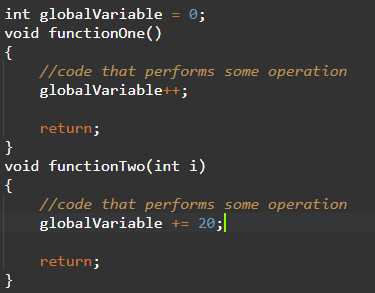 int globalVariable = 0;
void functionOne()
{
    //code that performs some operation
    globalVariable++;

    return;
}
void functionTwo(int i)
{
    //code that performs some operation
    globalVariable += 20;

    return;
}